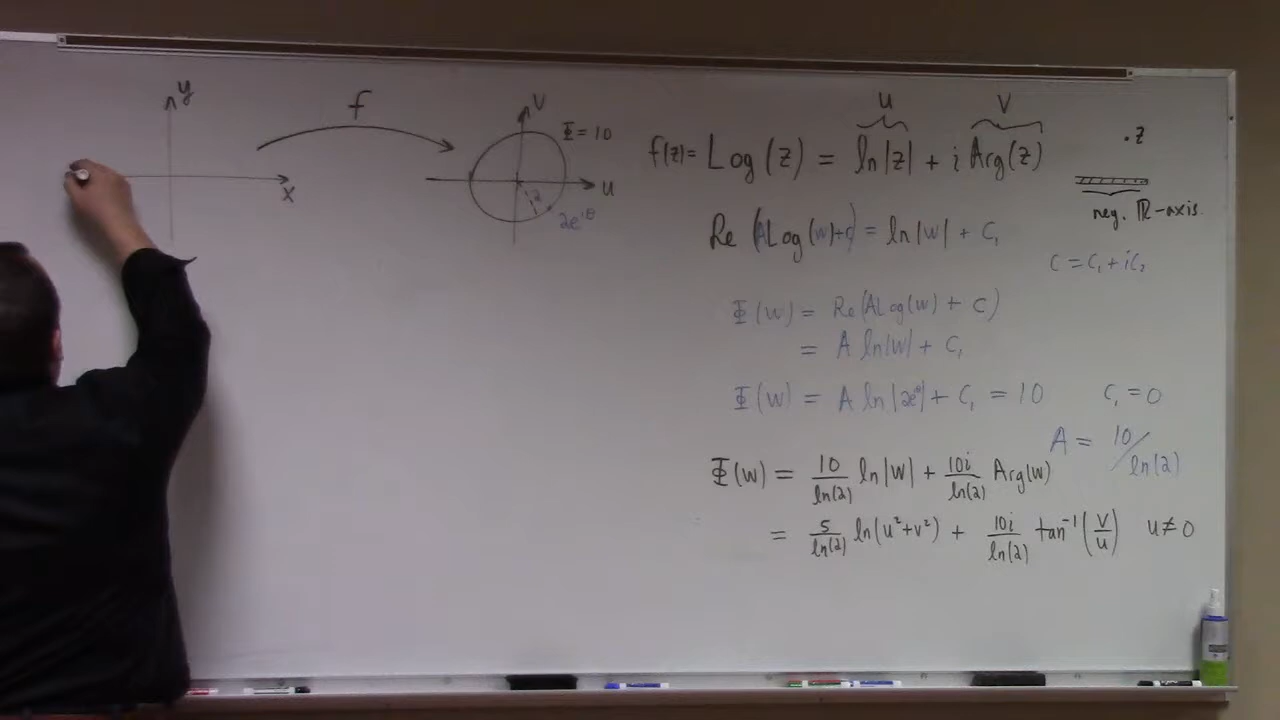 y
x
f
v
Φ = 10
u
2
2e^{iθ}
u v
f(z) = Log(z) = ln|z| + i Arg(z)
.z
neg. ℝ-axis.
Re (ALog(w)+c) = ln|w| + C₁
C = C₁ + iC₂
Φ(w) = Re(ALog(w) + C)
= A ln|w| + C₁
Φ(w) = A ln|2e^{iθ}| + C₁ = 10 C₁ = 0
A = 10/ln(2)
Φ(w) = 10/ln(2) ln|w| + 10i/ln(2) Arg(w)
= 5/ln(2) ln(u²+v²) + 10i/ln(2) tan⁻¹(v/u) u≠0